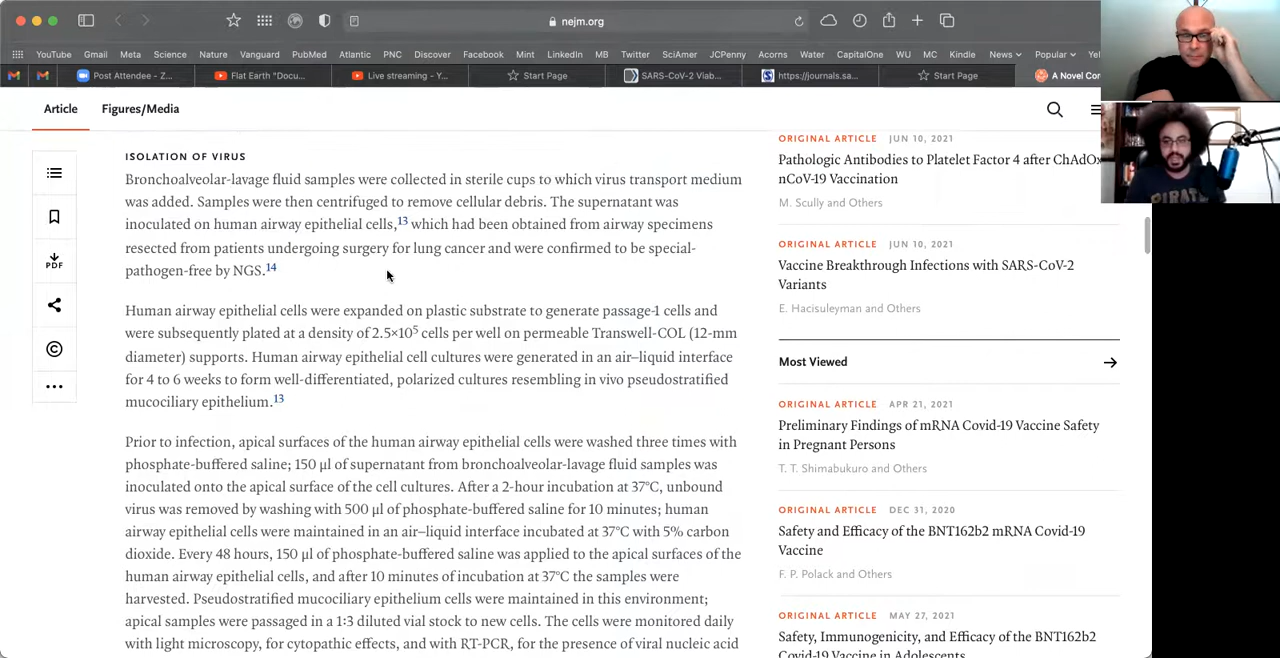 nejm.org
YouTube Gmail Meta Science Nature Vanguard PubMed Atlantic PNC Discover Facebook Mint LinkedIn MB Twitter SciAmer JCPenny Acorns Water CapitalOne WU MC Kindle News Popular Yel
Post Attendee - Z... Flat Earth "Docu... Live streaming - Y... Start Page SARS-CoV-2 Viab... https://journals.sa... Start Page A Novel Cor
Article Figures/Media
PDF
ISOLATION OF VIRUS
Bronchoalveolar-lavage fluid samples were collected in sterile cups to which virus transport medium
was added. Samples were then centrifuged to remove cellular debris. The supernatant was
inoculated on human airway epithelial cells,13 which had been obtained from airway specimens
resected from patients undergoing surgery for lung cancer and were confirmed to be special-
pathogen-free by NGS.14
Human airway epithelial cells were expanded on plastic substrate to generate passage-1 cells and
were subsequently plated at a density of 2.5×10⁵ cells per well on permeable Transwell-COL (12-mm
diameter) supports. Human airway epithelial cell cultures were generated in an air–liquid interface
for 4 to 6 weeks to form well-differentiated, polarized cultures resembling in vivo pseudostratified
mucociliary epithelium.13
Prior to infection, apical surfaces of the human airway epithelial cells were washed three times with
phosphate-buffered saline; 150 μl of supernatant from bronchoalveolar-lavage fluid samples was
inoculated onto the apical surface of the cell cultures. After a 2-hour incubation at 37°C, unbound
virus was removed by washing with 500 μl of phosphate-buffered saline for 10 minutes; human
airway epithelial cells were maintained in an air–liquid interface incubated at 37°C with 5% carbon
dioxide. Every 48 hours, 150 μl of phosphate-buffered saline was applied to the apical surfaces of the
human airway epithelial cells, and after 10 minutes of incubation at 37°C the samples were
harvested. Pseudostratified mucociliary epithelium cells were maintained in this environment;
apical samples were passaged in a 1:3 diluted vial stock to new cells. The cells were monitored daily
with light microscopy, for cytopathic effects, and with RT-PCR, for the presence of viral nucleic acid
ORIGINAL ARTICLE JUN 10, 2021
Pathologic Antibodies to Platelet Factor 4 after ChAdOx
nCoV-19 Vaccination
M. Scully and Others
ORIGINAL ARTICLE JUN 10, 2021
Vaccine Breakthrough Infections with SARS-CoV-2
Variants
E. Hacisuleyman and Others
Most Viewed
ORIGINAL ARTICLE APR 21, 2021
Preliminary Findings of mRNA Covid-19 Vaccine Safety
in Pregnant Persons
T. T. Shimabukuro and Others
ORIGINAL ARTICLE DEC 31, 2020
Safety and Efficacy of the BNT162b2 mRNA Covid-19
Vaccine
F. P. Polack and Others
ORIGINAL ARTICLE MAY 27, 2021
Safety, Immunogenicity, and Efficacy of the BNT162b2
Covid-19 Vaccine in Adolescents